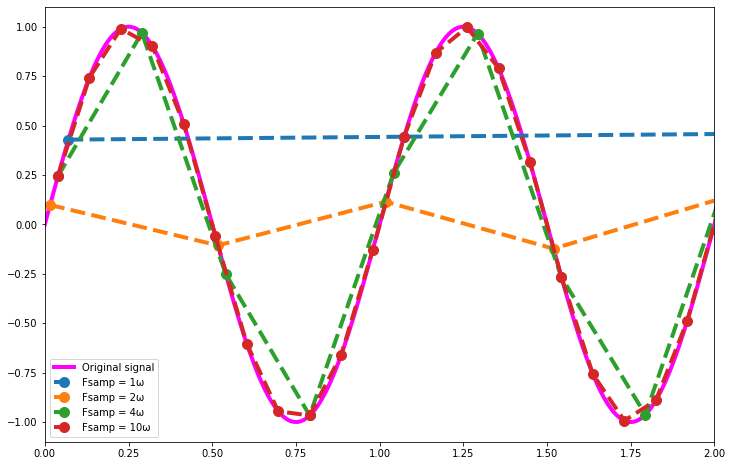 1.00
0.75
0.50
0.25
0.00
−0.25
−0.50
−0.75
−1.00
Original signal
Fsamp = 1ω
Fsamp = 2ω
Fsamp = 4ω
Fsamp = 10ω
0.00 0.25 0.50 0.75 1.00 1.25 1.50 1.75 2.00